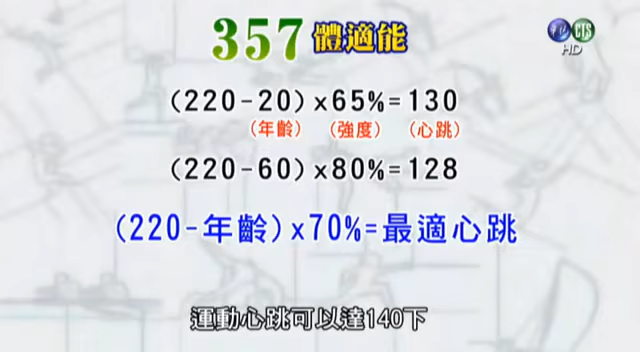 357體適能
華視 CTS
HD
(220-20)x65%=130
(年齡) (強度) (心跳)
(220-60)x80%=128
(220-年齡)x70%=最適心跳
運動心跳可以達140下